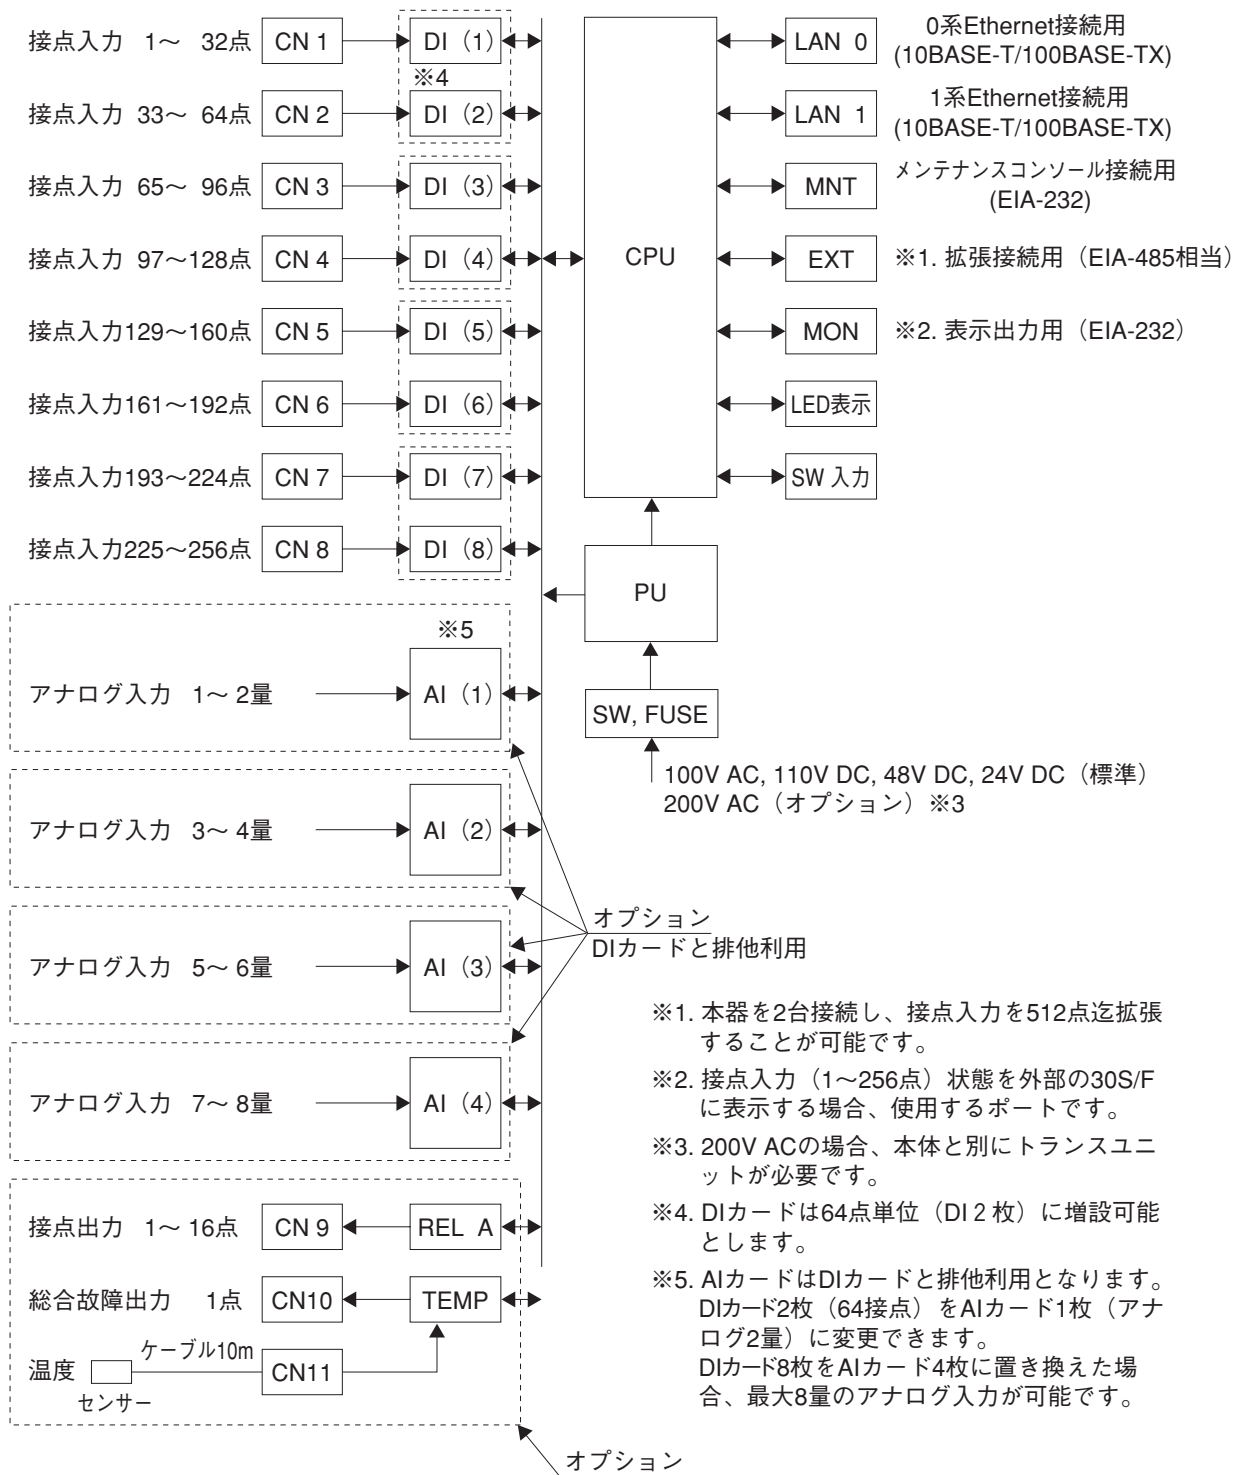 接点入力 1～ 32点 CN 1 DI（1）
※4
接点入力 33～ 64点 CN 2 DI（2）
接点入力 65～ 96点 CN 3 DI（3）
接点入力 97～128点 CN 4 DI（4）
接点入力129～160点 CN 5 DI（5）
接点入力161～192点 CN 6 DI（6）
接点入力193～224点 CN 7 DI（7）
接点入力225～256点 CN 8 DI（8）
CPU
LAN 0 0系Ethernet接続用
(10BASE-T/100BASE-TX)
LAN 1 1系Ethernet接続用
(10BASE-T/100BASE-TX)
MNT メンテナンスコンソール接続用
(EIA-232)
EXT ※1. 拡張接続用（EIA-485相当）
MON ※2. 表示出力用（EIA-232）
LED表示
SW 入力
PU
SW, FUSE
100V AC, 110V DC, 48V DC, 24V DC（標準）
200V AC（オプション）※3
※5
アナログ入力 1～ 2量 AI（1）
アナログ入力 3～ 4量 AI（2）
アナログ入力 5～ 6量 AI（3）
アナログ入力 7～ 8量 AI（4）
オプション
DIカードと排他利用
接点出力 1～ 16点 CN 9 REL A
総合故障出力 1点 CN10 TEMP
ケーブル10m
温度 CN11
センサー
オプション
※1. 本器を2台接続し、接点入力を512点迄拡張
することが可能です。
※2. 接点入力（1～256点）状態を外部の30S/F
に表示する場合、使用するポートです。
※3. 200V ACの場合、本体と別にトランスユニ
ットが必要です。
※4. DIカードは64点単位（DI 2 枚）に増設可能
とします。
※5. AIカードはDIカードと排他利用となります。
DIカード2枚（64接点）をAIカード1枚（アナ
ログ2量）に変更できます。
DIカード8枚をAIカード4枚に置き換えた場
合、最大8量のアナログ入力が可能です。